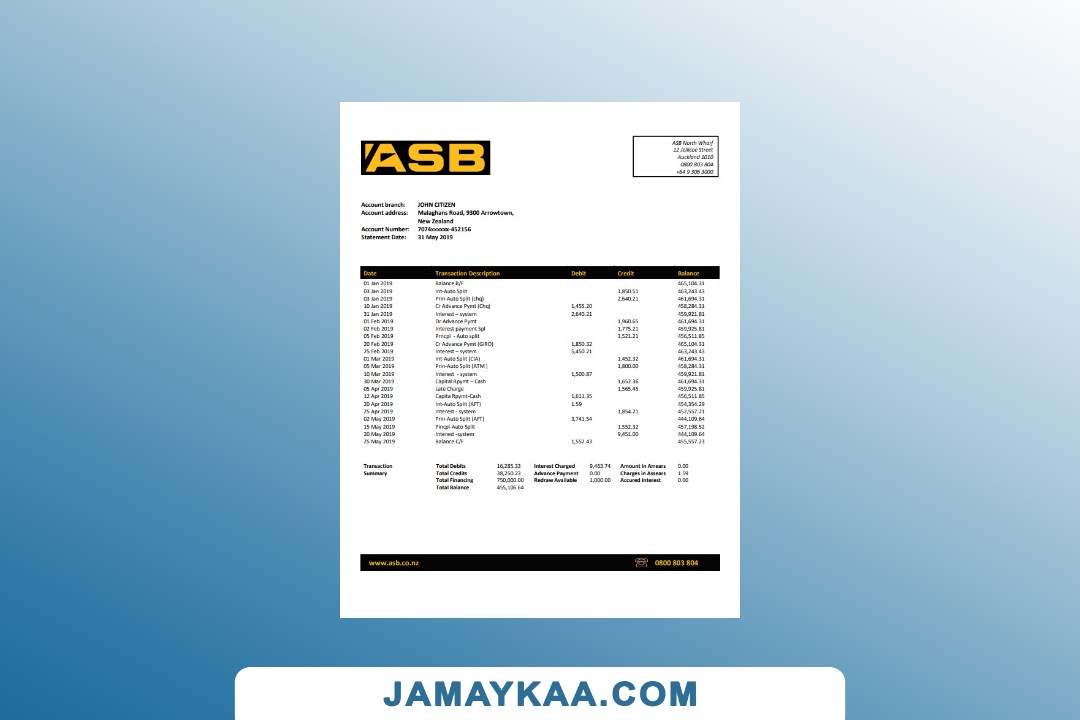 ASB
ASB North Wharf
12 Jellicoe Street
Auckland 1010
0800 803 804
+64 9 306 3000
Account branch: JOHN CITIZEN
Account address: Malaghans Road, 9300 Arrowtown,
New Zealand
Account Number: 7074xxxxxx-452156
Statement Date: 31 May 2019
Date Transaction Description Debit Credit Balance
01 Jan 2019 Balance B/F 465,104.31
03 Jan 2019 Int-Auto Split 1,850.51 463,243.43
03 Jan 2019 Prin-Auto Split (chq) 2,640.21 461,694.31
10 Jan 2019 Cr Advance Pymt (Chq) 1,455.20 458,284.31
31 Jan 2019 Interest – system 2,640.21 459,921.81
01 Feb 2019 Dr Advance Pymt 1,960.65 461,694.31
02 Feb 2019 Interest payment Spl 1,775.21 459,925.81
05 Feb 2019 Prncpl - Auto split 3,521.21 456,511.85
20 Feb 2019 Cr Advance Pymt (GIRO) 1,850.32 465,104.31
25 Feb 2019 Interest – system 5,450.21 463,243.43
01 Mar 2019 Int-Auto Split (CIA) 1,452.32 461,694.31
05 Mar 2019 Prin-Auto Split (ATM ) 1,800.00 458,284.31
10 Mar 2019 Interest - system 1,500.87 459,921.81
30 Mar 2019 Capital Rpymt – Cash 1,652.36 461,694.31
05 Apr 2019 Late Charge 1,565.45 459,925.81
12 Apr 2019 Capita Rpymt-Cash 1,611.35 456,511.85
20 Apr 2019 Int-Auto Split (AFT) 1.59 454,354.29
25 Apr 2019 Interest - system 1,854.21 452,557.21
02 May 2019 Prin-Auto Split (AFT) 3,741.54 444,109.64
15 May 2019 Pincpl-Auto Split 1,552.32 457,198.52
20 May 2019 Interest -system 9,451.00 444,109.64
25 May 2019 Balance C/F 1,552.43 455,557.23
Transaction Total Debits 16,285.33 Interest Charged 9,463.74 Amount In Arrears 0.00
Summary Total Credits 38,250.23 Advance Payment 0.00 Charges in Assears 1.59
Total Financing 750,000.00 Redraw Available 1,000.00 Accured Interest 0.00
Total Balance 455,106.64
www.asb.co.nz 0800 803 804
JAMAYKAA.COM